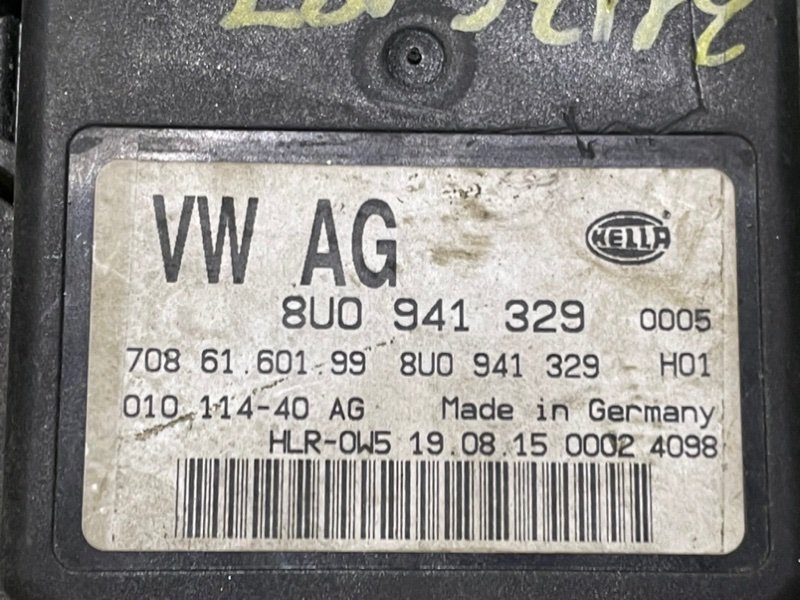 VW AG
HELLA
8U0 941 329 0005
708 61.601.99 8U0 941 329 H01
010 114-40 AG Made in Germany
HLR-0W5 19.08.15 0002 4098